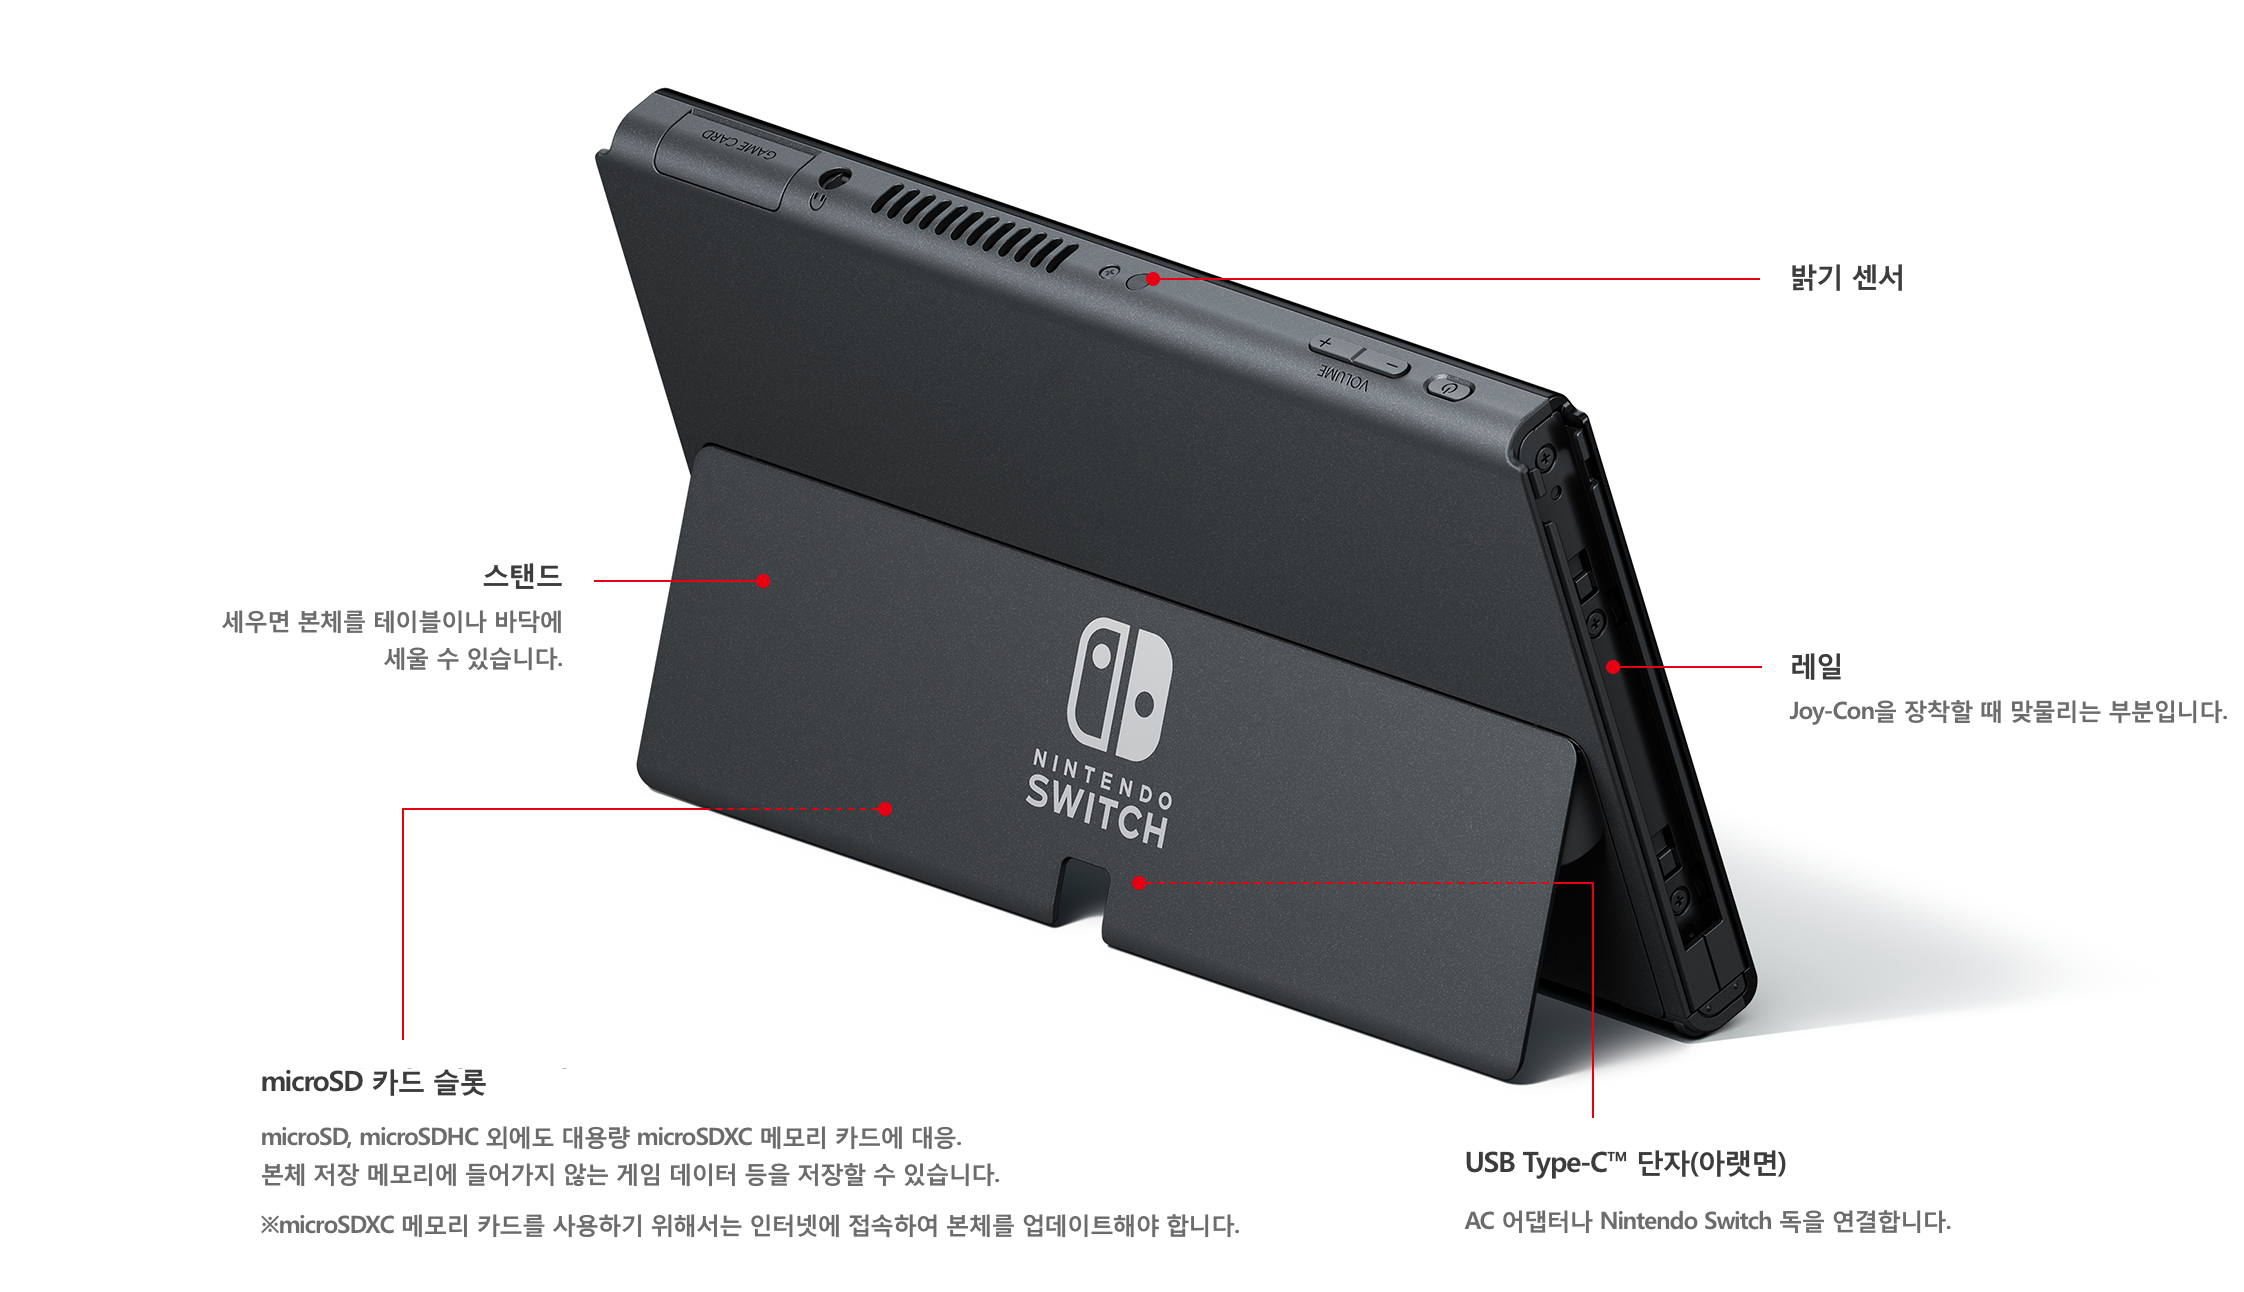 GAME CARD
밝기 센서
+ -
VOLUME
스탠드
세우면 본체를 테이블이나 바닥에
세울 수 있습니다.
NINTENDO
SWITCH
레일
Joy-Con을 장착할 때 맞물리는 부분입니다.
microSD 카드 슬롯
microSD, microSDHC 외에도 대용량 microSDXC 메모리 카드에 대응.
본체 저장 메모리에 들어가지 않는 게임 데이터 등을 저장할 수 있습니다.
※microSDXC 메모리 카드를 사용하기 위해서는 인터넷에 접속하여 본체를 업데이트해야 합니다.
USB Type-C™ 단자(아랫면)
AC 어댑터나 Nintendo Switch 독을 연결합니다.